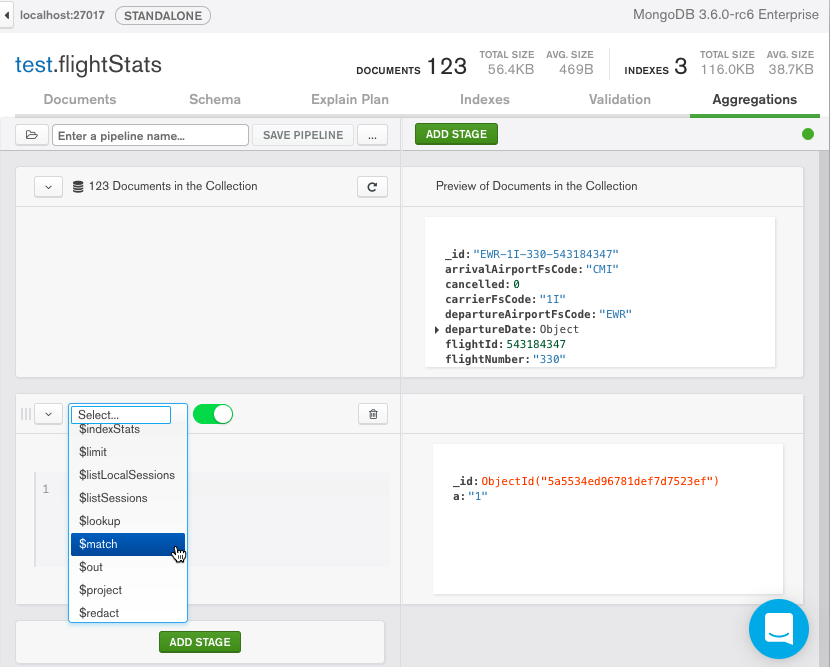 localhost:27017 STANDALONE MongoDB 3.6.0-rc6 Enterprise
test.flightStats
DOCUMENTS 123 TOTAL SIZE 56.4KB AVG. SIZE 469B INDEXES 3 TOTAL SIZE 116.0KB AVG. SIZE 38.7KB
Documents Schema Explain Plan Indexes Validation Aggregations
Enter a pipeline name... SAVE PIPELINE ... ADD STAGE
123 Documents in the Collection Preview of Documents in the Collection
_id:"EWR-1I-330-543184347"
arrivalAirportFsCode:"CMI"
cancelled:0
carrierFsCode:"1I"
departureAirportFsCode:"EWR"
departureDate:Object
flightId:543184347
flightNumber:"330"
Select...
$indexStats
$limit
$listLocalSessions
$listSessions
$lookup
$match
$out
$project
$redact
1
_id:ObjectId("5a5534ed96781def7d7523ef")
a:"1"
ADD STAGE